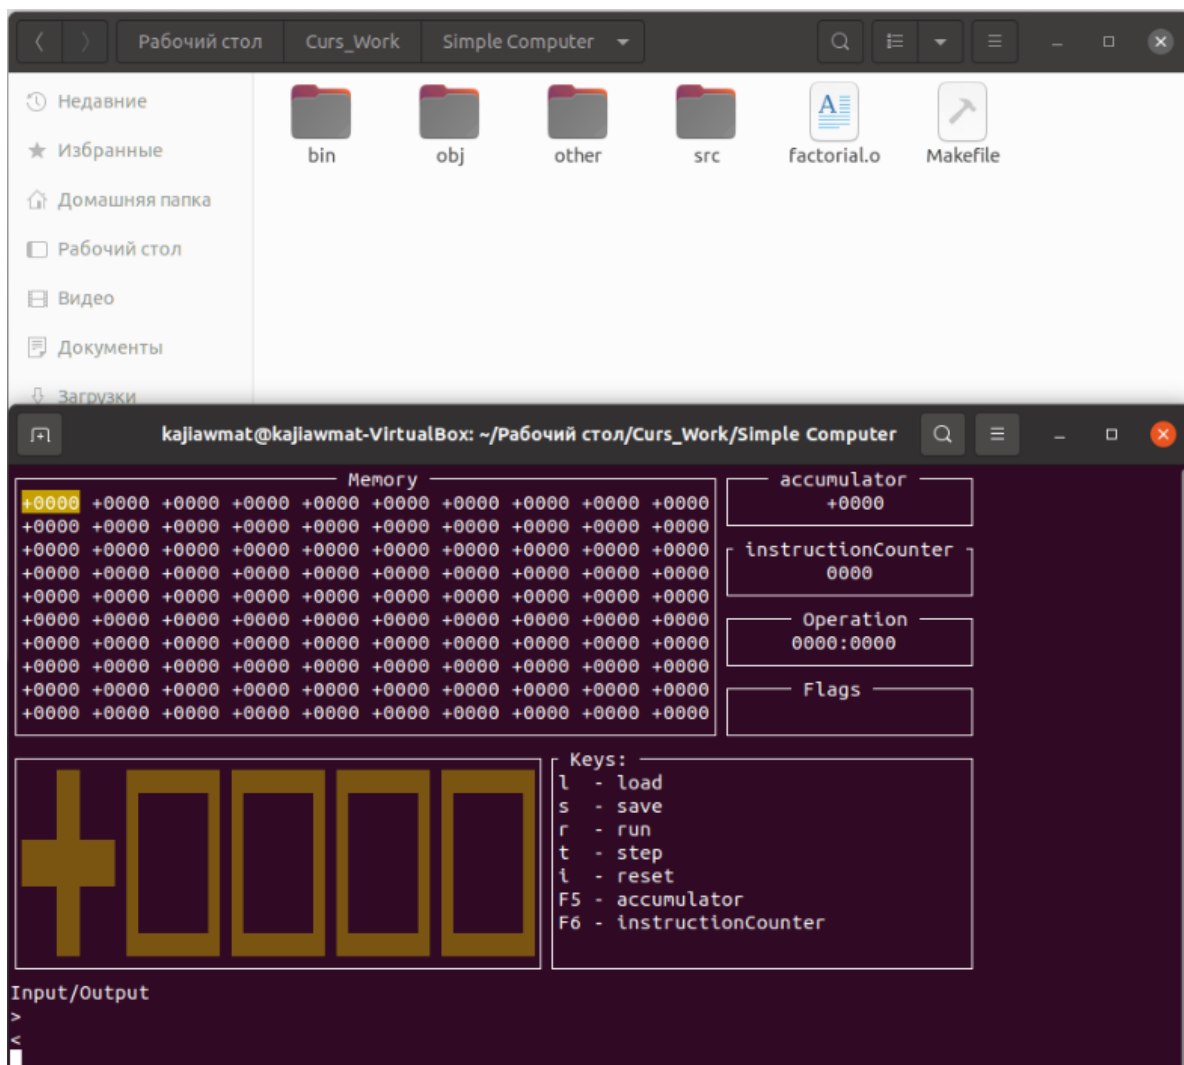 Рабочий стол Curs_Work Simple Computer
Недавние
Избранные
Домашняя папка
Рабочий стол
Видео
Документы
Загрузки
bin obj other src factorial.o Makefile
kajiawmat@kajiawmat-VirtualBox: ~/Рабочий стол/Curs_Work/Simple Computer
Memory
+0000 +0000 +0000 +0000 +0000 +0000 +0000 +0000 +0000 +0000
+0000 +0000 +0000 +0000 +0000 +0000 +0000 +0000 +0000 +0000
+0000 +0000 +0000 +0000 +0000 +0000 +0000 +0000 +0000 +0000
+0000 +0000 +0000 +0000 +0000 +0000 +0000 +0000 +0000 +0000
+0000 +0000 +0000 +0000 +0000 +0000 +0000 +0000 +0000 +0000
+0000 +0000 +0000 +0000 +0000 +0000 +0000 +0000 +0000 +0000
+0000 +0000 +0000 +0000 +0000 +0000 +0000 +0000 +0000 +0000
+0000 +0000 +0000 +0000 +0000 +0000 +0000 +0000 +0000 +0000
+0000 +0000 +0000 +0000 +0000 +0000 +0000 +0000 +0000 +0000
+0000 +0000 +0000 +0000 +0000 +0000 +0000 +0000 +0000 +0000
accumulator
+0000
instructionCounter
0000
Operation
0000:0000
Flags
+0000
Keys:
l - load
s - save
r - run
t - step
i - reset
F5 - accumulator
F6 - instructionCounter
Input/Output
>
<